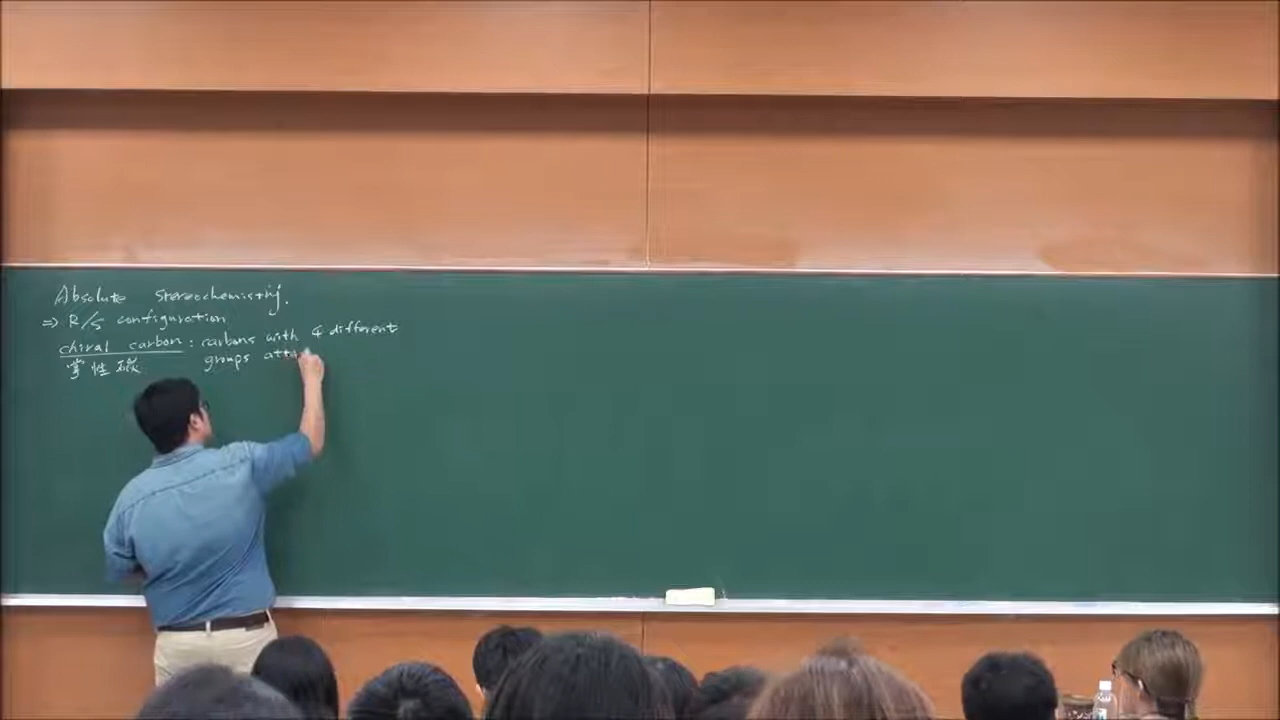 Absolute Stereochemistry.
⇒ R/S configuration
chiral carbon : carbons with 4 different
掌性碳 groups atta